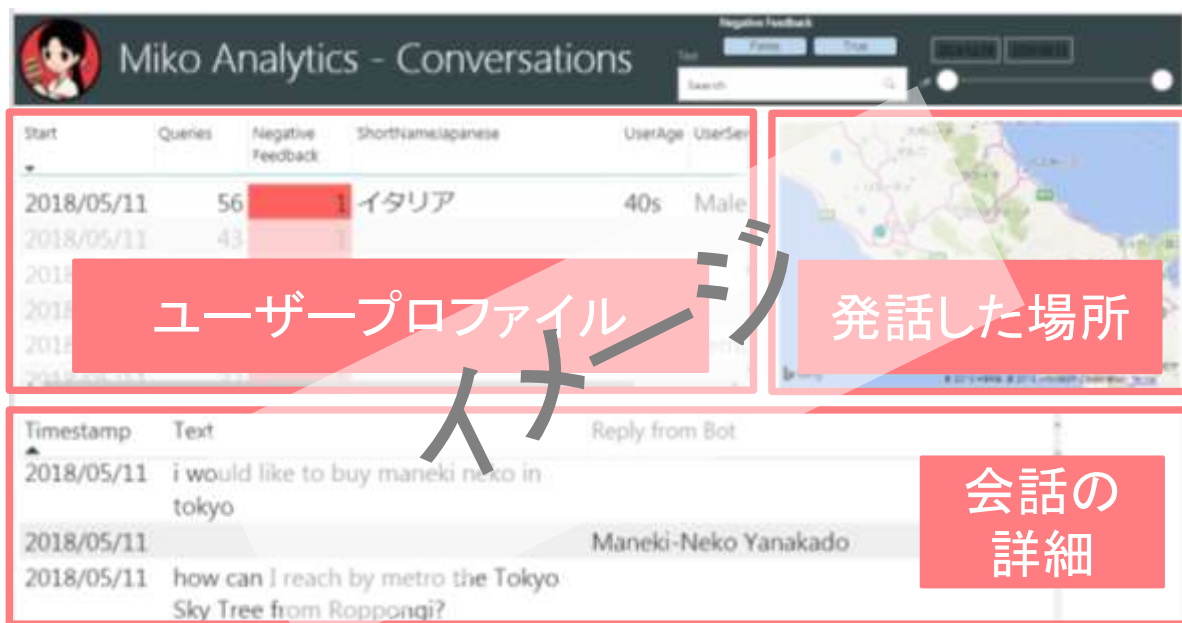 Miko Analytics - Conversations
Negative Feedback
Text
False
True
Search
Start
Queries
Negative
Feedback
ShortNameJapanese
UserAge
2018/05/11
56
1
イタリア
40s
Male
2018/05/11
43
1
ユーザープロファイル
発話した場所
イメージ
Timestamp
Text
Reply from Bot
2018/05/11
i would like to buy maneki neko in
tokyo
2018/05/11
Maneki-Neko Yanakado
2018/05/11
how can I reach by metro the Tokyo
Sky Tree from Roppongi?
会話の
詳細